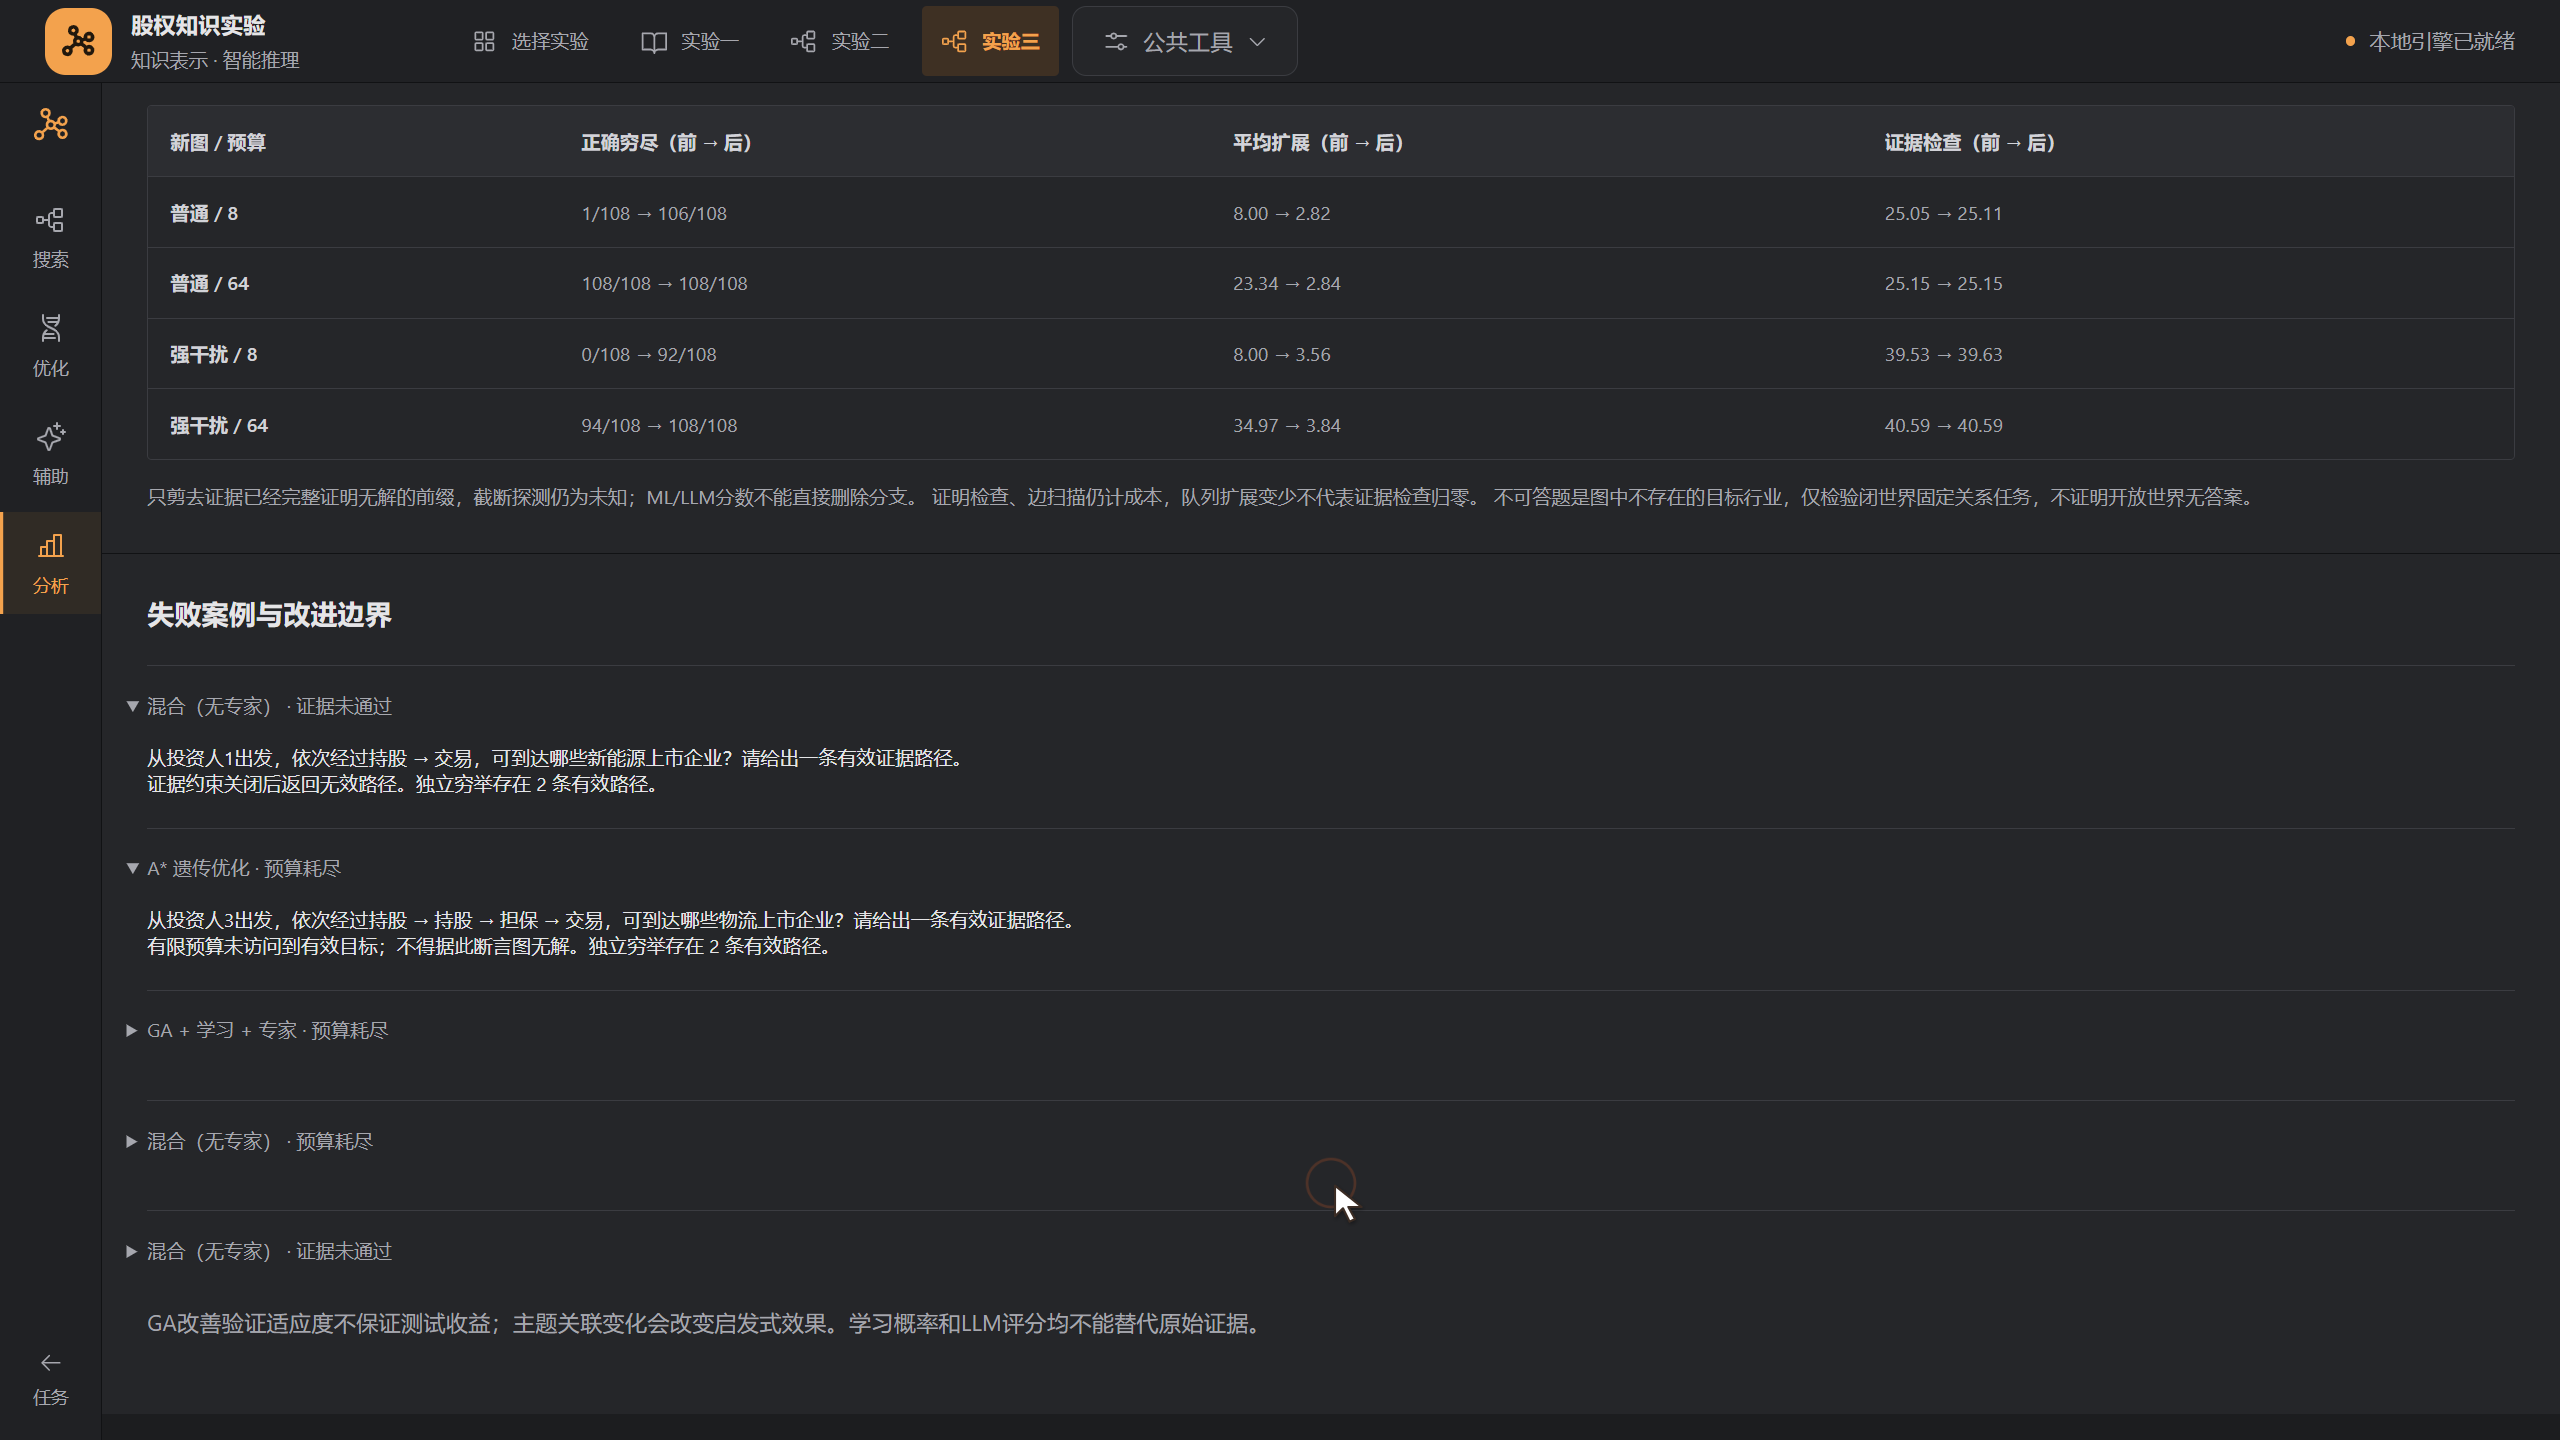 股权知识实验
知识表示 · 智能推理
选择实验
实验一
实验二
实验三
公共工具
本地引擎已就绪
搜索
优化
辅助
分析
任务
新图 / 预算 正确穷尽（前 → 后） 平均扩展（前 → 后） 证据检查（前 → 后）
普通 / 8 1/108 → 106/108 8.00 → 2.82 25.05 → 25.11
普通 / 64 108/108 → 108/108 23.34 → 2.84 25.15 → 25.15
强干扰 / 8 0/108 → 92/108 8.00 → 3.56 39.53 → 39.63
强干扰 / 64 94/108 → 108/108 34.97 → 3.84 40.59 → 40.59
只剪去证据已经完整证明无解的前缀，截断探测仍为未知；ML/LLM分数不能直接删除分支。 证明检查、边扫描仍计成本，队列扩展变少不代表证据检查归零。 不可答题是图中不存在的目标行业，仅检验闭世界固定关系任务，不证明开放世界无答案。
失败案例与改进边界
混合（无专家） · 证据未通过
从投资人1出发，依次经过持股 → 交易，可到达哪些新能源上市企业？请给出一条有效证据路径。
证据约束关闭后返回无效路径。独立穷举存在 2 条有效路径。
A* 遗传优化 · 预算耗尽
从投资人3出发，依次经过持股 → 持股 → 担保 → 交易，可到达哪些物流上市企业？请给出一条有效证据路径。
有限预算未访问到有效目标；不得据此断言图无解。独立穷举存在 2 条有效路径。
GA + 学习 + 专家 · 预算耗尽
混合（无专家） · 预算耗尽
混合（无专家） · 证据未通过
GA改善验证适应度不保证测试收益；主题关联变化会改变启发式效果。学习概率和LLM评分均不能替代原始证据。